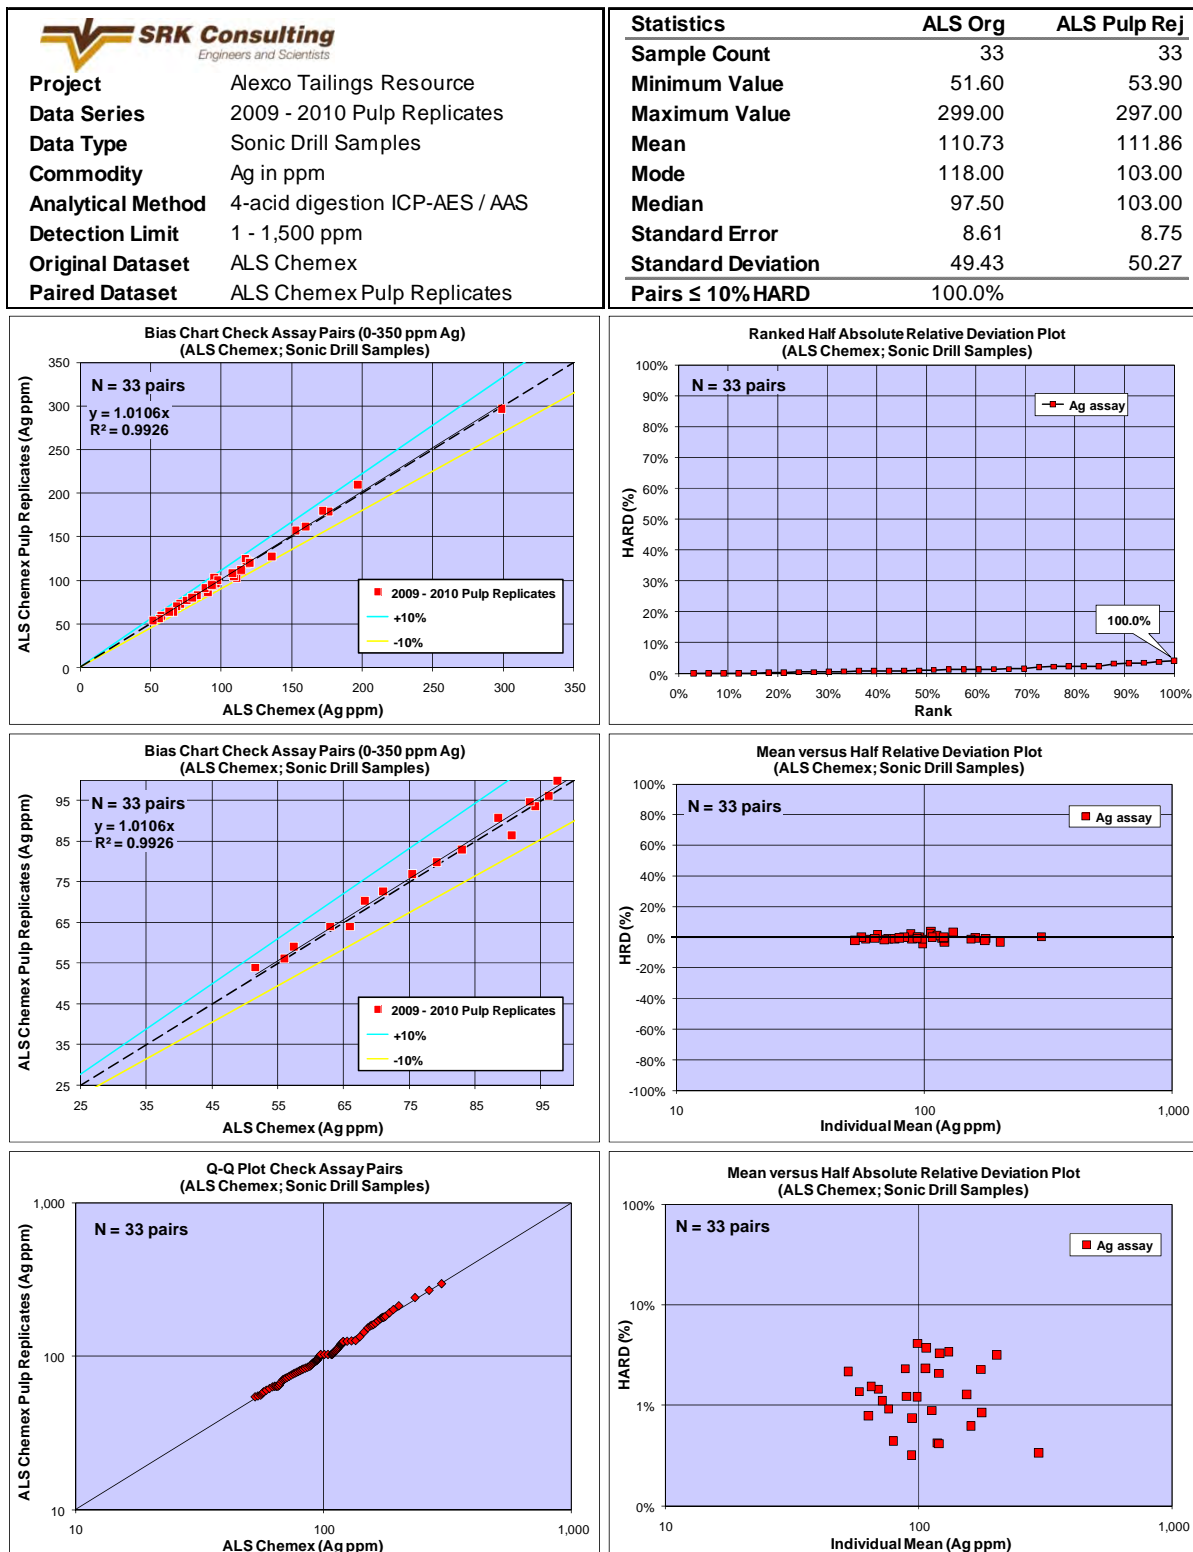 SRK Consulting
Engineers and Scientists
Project Alexco Tailings Resource
Data Series 2009 - 2010 Pulp Replicates
Data Type Sonic Drill Samples
Commodity Ag in ppm
Analytical Method 4-acid digestion ICP-AES / AAS
Detection Limit 1 - 1,500 ppm
Original Dataset ALS Chemex
Paired Dataset ALS Chemex Pulp Replicates
Statistics ALS Org ALS Pulp Rej
Sample Count 33 33
Minimum Value 51.60 53.90
Maximum Value 299.00 297.00
Mean 110.73 111.86
Mode 118.00 103.00
Median 97.50 103.00
Standard Error 8.61 8.75
Standard Deviation 49.43 50.27
Pairs ≤ 10% HARD 100.0%
Bias Chart Check Assay Pairs (0-350 ppm Ag)
(ALS Chemex; Sonic Drill Samples)
ALS Chemex Pulp Replicates (Ag ppm)
350
300
250
200
150
100
50
0
N = 33 pairs
y = 1.0106x
R² = 0.9926
2009 - 2010 Pulp Replicates
+10%
-10%
0 50 100 150 200 250 300 350
ALS Chemex (Ag ppm)
Ranked Half Absolute Relative Deviation Plot
(ALS Chemex; Sonic Drill Samples)
HARD (%)
100%
90%
80%
70%
60%
50%
40%
30%
20%
10%
0%
N = 33 pairs
Ag assay
100.0%
0% 10% 20% 30% 40% 50% 60% 70% 80% 90% 100%
Rank
Bias Chart Check Assay Pairs (0-350 ppm Ag)
(ALS Chemex; Sonic Drill Samples)
ALS Chemex Pulp Replicates (Ag ppm)
95
85
75
65
55
45
35
25
N = 33 pairs
y = 1.0106x
R² = 0.9926
2009 - 2010 Pulp Replicates
+10%
-10%
25 35 45 55 65 75 85 95
ALS Chemex (Ag ppm)
Mean versus Half Relative Deviation Plot
(ALS Chemex; Sonic Drill Samples)
HRD (%)
100%
80%
60%
40%
20%
0%
-20%
-40%
-60%
-80%
-100%
N = 33 pairs
Ag assay
10 100 1,000
Individual Mean (Ag ppm)
Q-Q Plot Check Assay Pairs
(ALS Chemex; Sonic Drill Samples)
ALS Chemex Pulp Replicates (Ag ppm)
1,000
100
10
N = 33 pairs
10 100 1,000
ALS Chemex (Ag ppm)
Mean versus Half Absolute Relative Deviation Plot
(ALS Chemex; Sonic Drill Samples)
HARD (%)
100%
10%
1%
0%
N = 33 pairs
Ag assay
10 100 1,000
Individual Mean (Ag ppm)